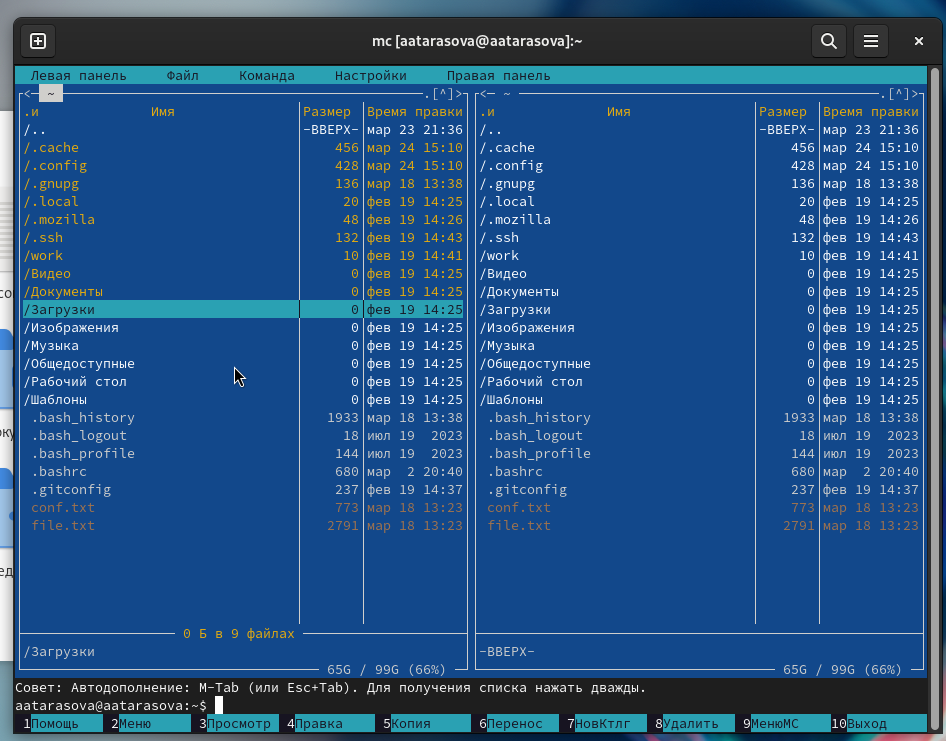 mc [aatarasova@aatarasova]:~
Левая панель Файл Команда Настройки Правая панель
<─ ~ ─.[^]>
.и Имя Размер Время правки
/.. -ВВЕРХ- мар 23 21:36
/.cache 456 мар 24 15:10
/.config 428 мар 24 15:10
/.gnupg 136 мар 18 13:38
/.local 20 фев 19 14:25
/.mozilla 48 фев 19 14:26
/.ssh 132 фев 19 14:43
/work 10 фев 19 14:41
/Видео 0 фев 19 14:25
/Документы 0 фев 19 14:25
/Загрузки 0 фев 19 14:25
/Изображения 0 фев 19 14:25
/Музыка 0 фев 19 14:25
/Общедоступные 0 фев 19 14:25
/Рабочий стол 0 фев 19 14:25
/Шаблоны 0 фев 19 14:25
.bash_history 1933 мар 18 13:38
.bash_logout 18 июл 19 2023
.bash_profile 144 июл 19 2023
.bashrc 680 мар 2 20:40
.gitconfig 237 фев 19 14:37
conf.txt 773 мар 18 13:23
file.txt 2791 мар 18 13:23
0 Б в 9 файлах
/Загрузки
65G / 99G (66%)
<─ ~ ─.[^]>
.и Имя Размер Время правки
/.. -ВВЕРХ- мар 23 21:36
/.cache 456 мар 24 15:10
/.config 428 мар 24 15:10
/.gnupg 136 мар 18 13:38
/.local 20 фев 19 14:25
/.mozilla 48 фев 19 14:26
/.ssh 132 фев 19 14:43
/work 10 фев 19 14:41
/Видео 0 фев 19 14:25
/Документы 0 фев 19 14:25
/Загрузки 0 фев 19 14:25
/Изображения 0 фев 19 14:25
/Музыка 0 фев 19 14:25
/Общедоступные 0 фев 19 14:25
/Рабочий стол 0 фев 19 14:25
/Шаблоны 0 фев 19 14:25
.bash_history 1933 мар 18 13:38
.bash_logout 18 июл 19 2023
.bash_profile 144 июл 19 2023
.bashrc 680 мар 2 20:40
.gitconfig 237 фев 19 14:37
conf.txt 773 мар 18 13:23
file.txt 2791 мар 18 13:23
-ВВЕРХ-
65G / 99G (66%)
Совет: Автодополнение: M-Tab (или Esc+Tab). Для получения списка нажать дважды.
aatarasova@aatarasova:~$
1Помощь 2Меню 3Просмотр 4Правка 5Копия 6Перенос 7НовКтлг 8Удалить 9МенюМС 10Выход